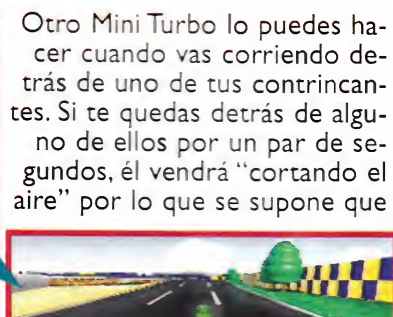 Otro Mini Turbo lo puedes ha-
cer cuando vas corriendo de-
trás de uno de tus contrincan-
tes. Si te quedas detrás de algu-
no de ellos por un par de se-
gundos, él vendrá “cortando el
aire” por lo que se supone que